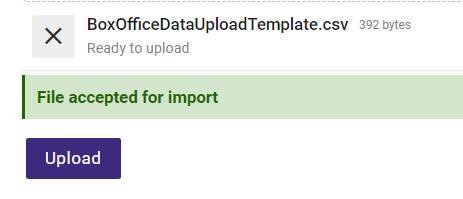 BoxOfficeDataUploadTemplate.csv 392 bytes
Ready to upload
File accepted for import
Upload